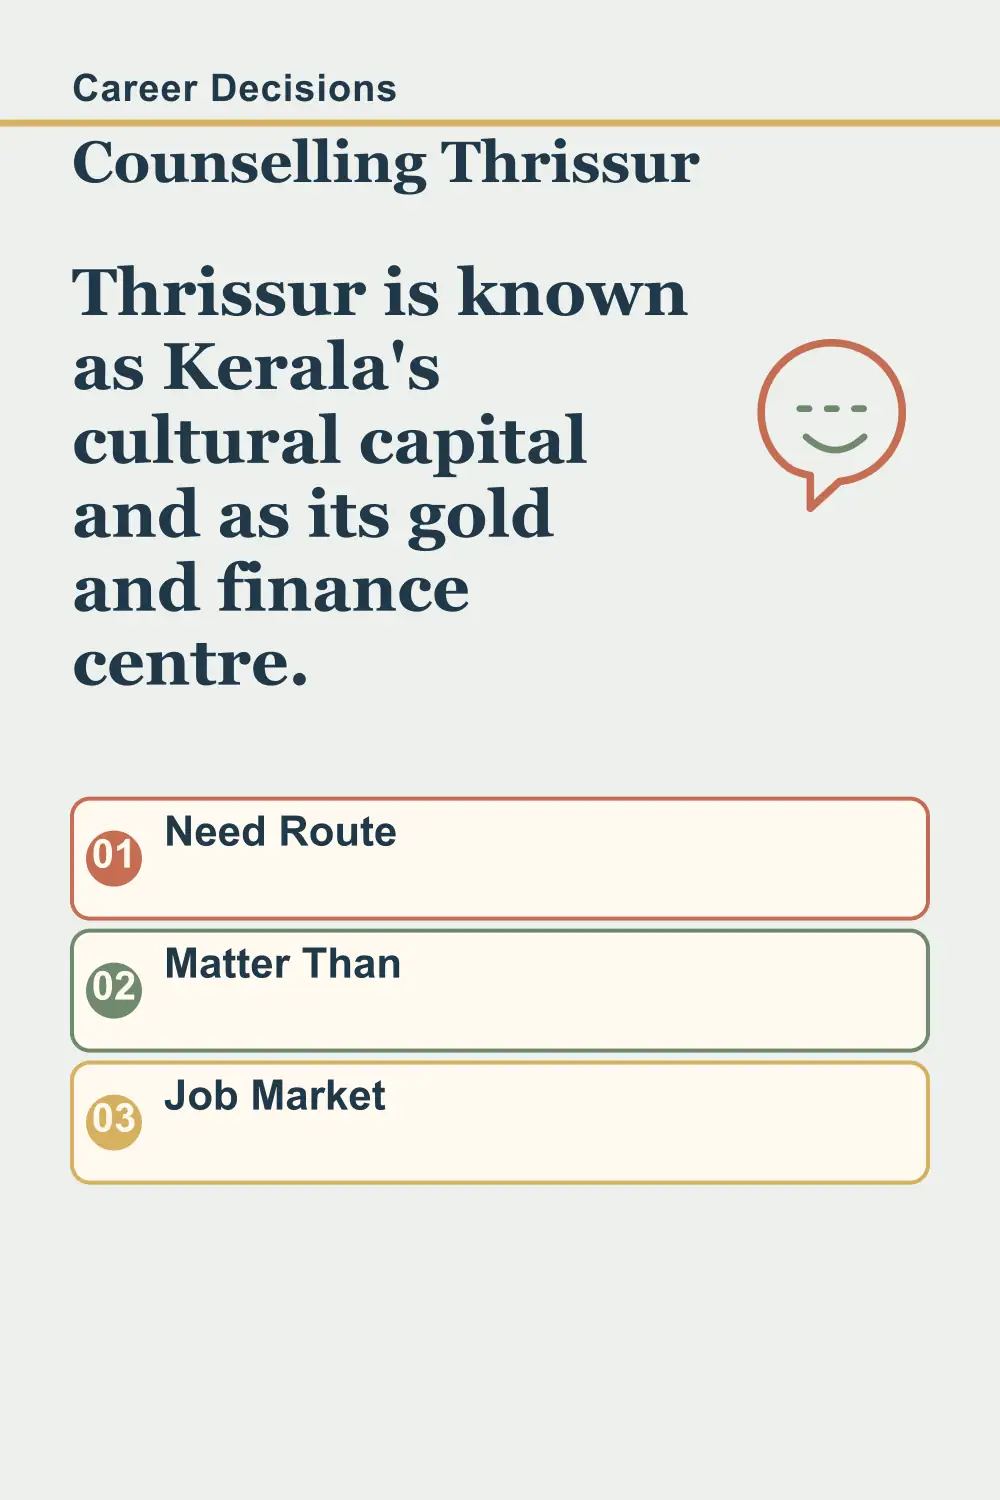 Career Decisions
Counselling Thrissur
Thrissur is known
as Kerala's
cultural capital
and as its gold
and finance
centre.
01 Need Route
02 Matter Than
03 Job Market